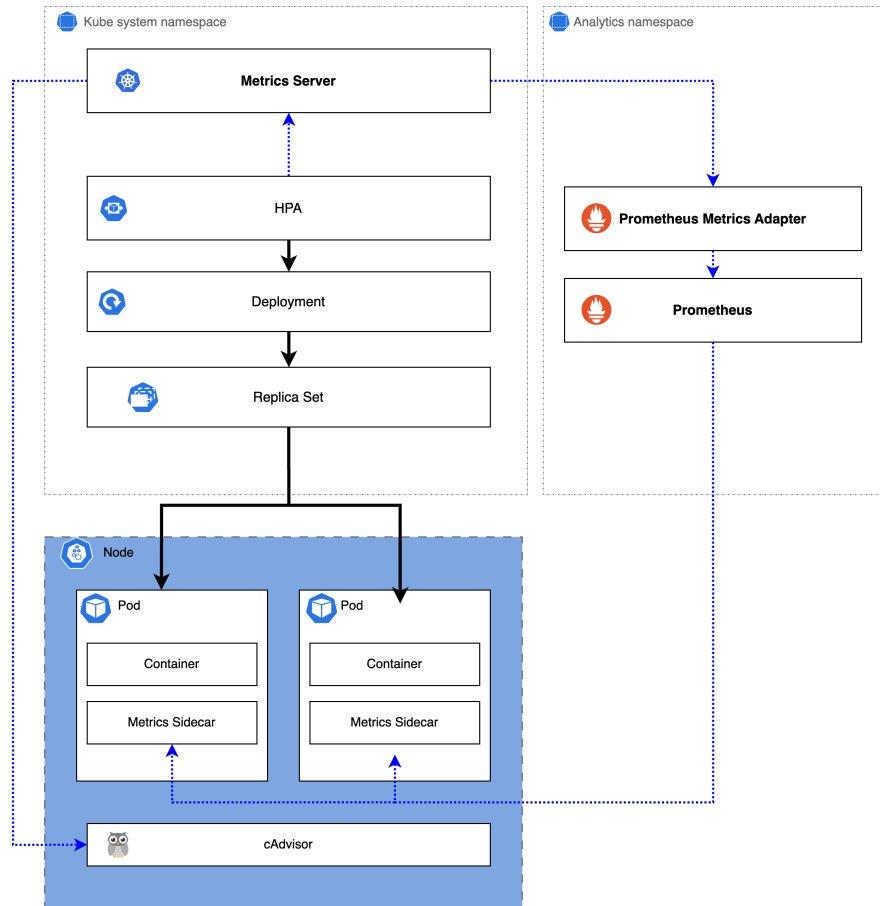 Kube system namespace
Analytics namespace
Metrics Server
HPA
Prometheus Metrics Adapter
Deployment
Prometheus
Replica Set
Node
Pod
Pod
Container
Container
Metrics Sidecar
Metrics Sidecar
cAdvisor